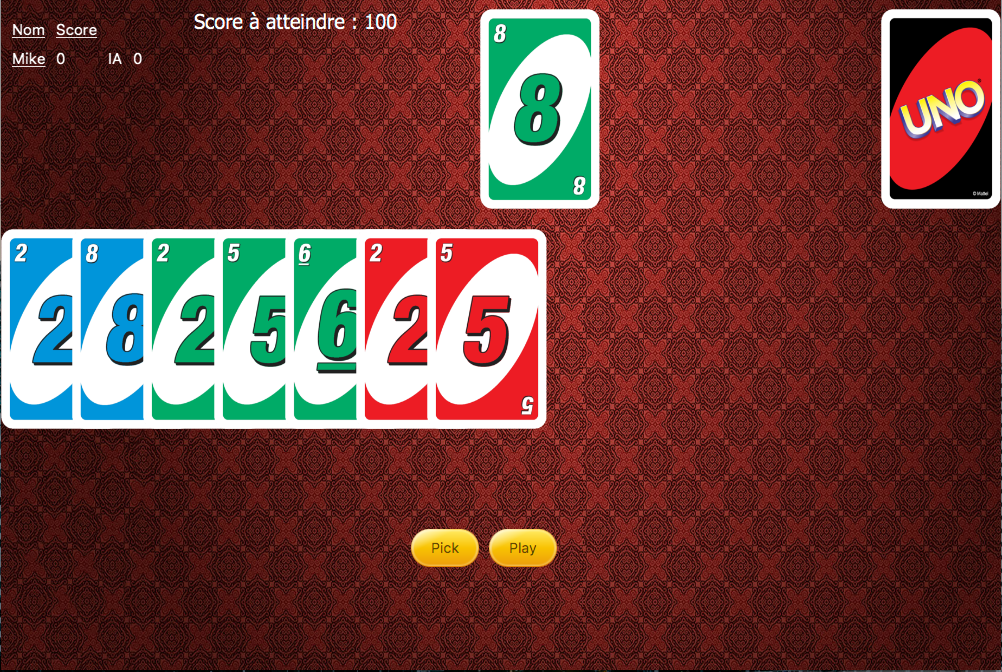 Nom Score
Mike 0 IA 0
Score à atteindre : 100
8
8
8
UNO
© Mattel
2 8 2 5 6 2 5
2 8 2 5 6 2 5
5
Pick Play